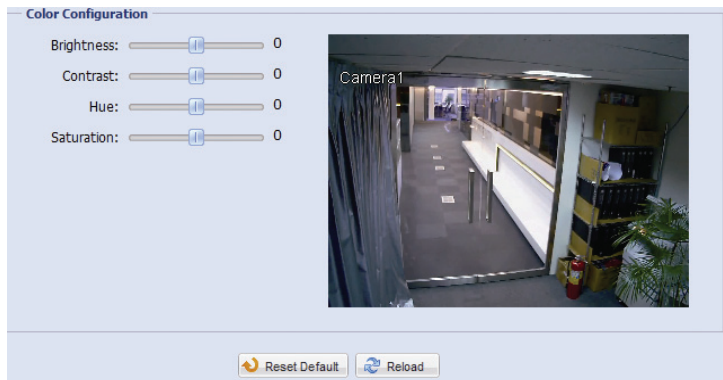 Color Configuration
Brightness: 0
Contrast: 0
Hue: 0
Saturation: 0
Camera1
Reset Default
Reload